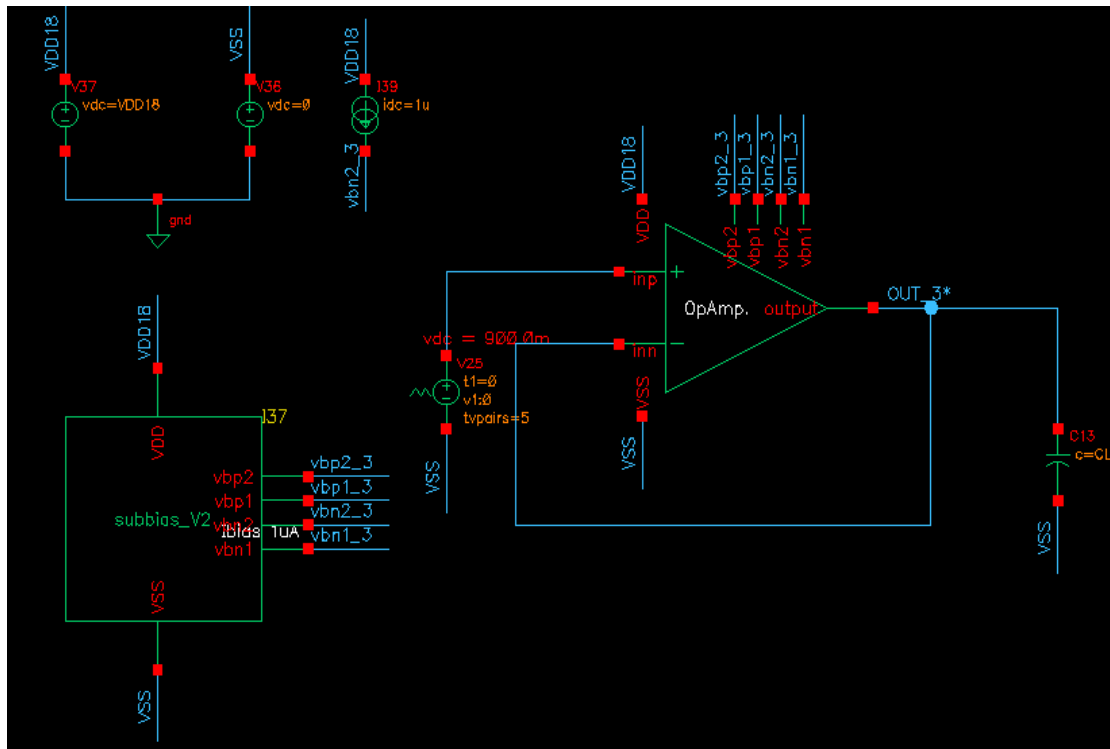 VDD18
VSS
VDD18
V37
vdc=VDD18
V36
vdc=0
I39
idc=1u
vbn2_3
gnd
VDD18
vbp2_3
vbp1_3
vbn2_3
vbn1_3
VDD
vbp2
vbp1
vbn2
vbn1
inp
+
OpAmp.
output
OUT_3*
inn
−
VSS
VSS
vdc = 900.0m
V25
t1=0
v1:0
tvpairs=5
VSS
C13
c=CL
VSS
VDD18
I37
VDD
vbp2
vbp2_3
vbp1
vbp1_3
subbias_V2
vbn2
vbn2_3
Ibias_1uA
vbn1
vbn1_3
VSS
VSS